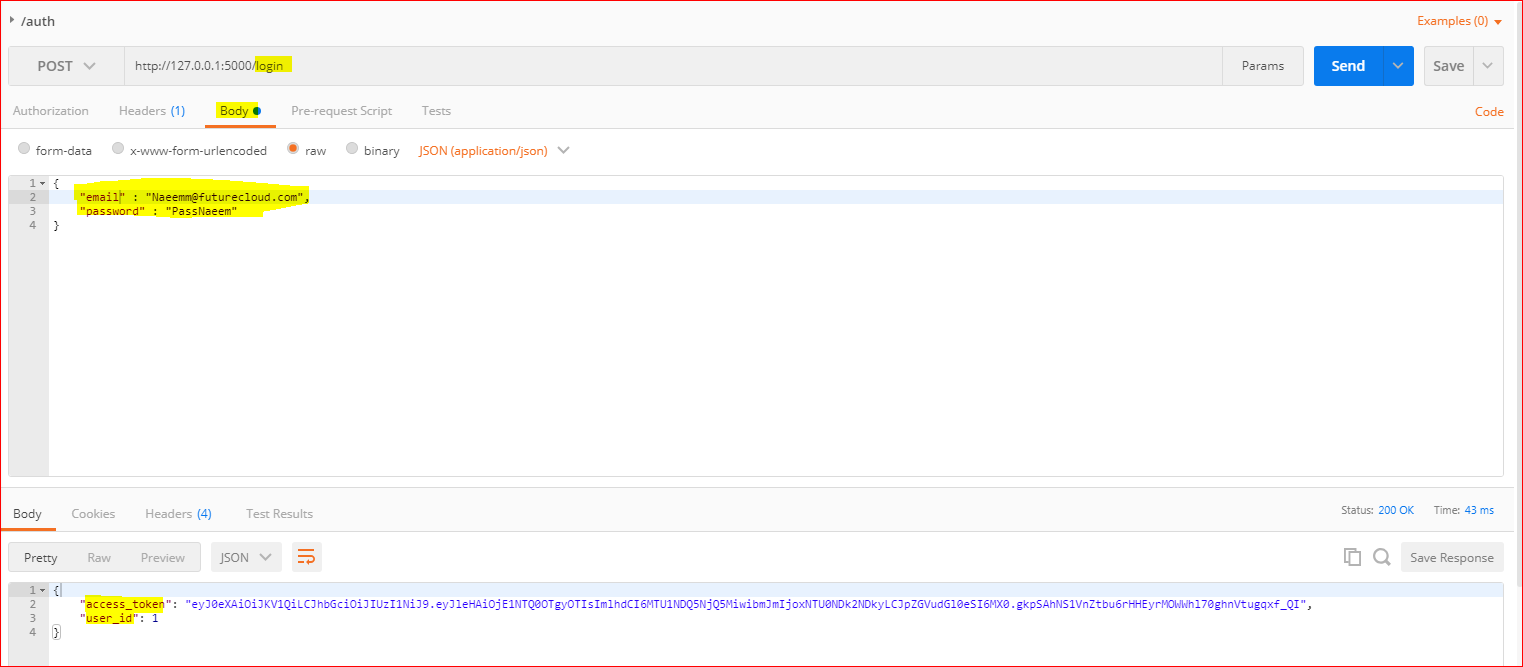 /auth Examples (0)
POST http://127.0.0.1:5000/login Params Send Save
Authorization Headers (1) Body Pre-request Script Tests Code
form-data x-www-form-urlencoded raw binary JSON (application/json)
1 {
2 "email" : "Naeemm@futurecloud.com",
3 "password" : "PassNaeem"
4 }
Body Cookies Headers (4) Test Results Status: 200 OK Time: 43 ms
Pretty Raw Preview JSON Save Response
1 {
2 "access_token": "eyJ0eXAiOiJKV1QiLCJhbGciOiJIUzI1NiJ9.eyJleHAiOjE1NTQ0OTgyOTIsImlhdCI6MTU1NDQ5NjQ5MiwibmJmIjoxNTU0NDk2NDkyLCJpZGVudGl0eSI6MX0.gkpSAhNS1VnZtbu6rHHEyrMOWWhl70ghnVtugqxf_QI",
3 "user_id": 1
4 }